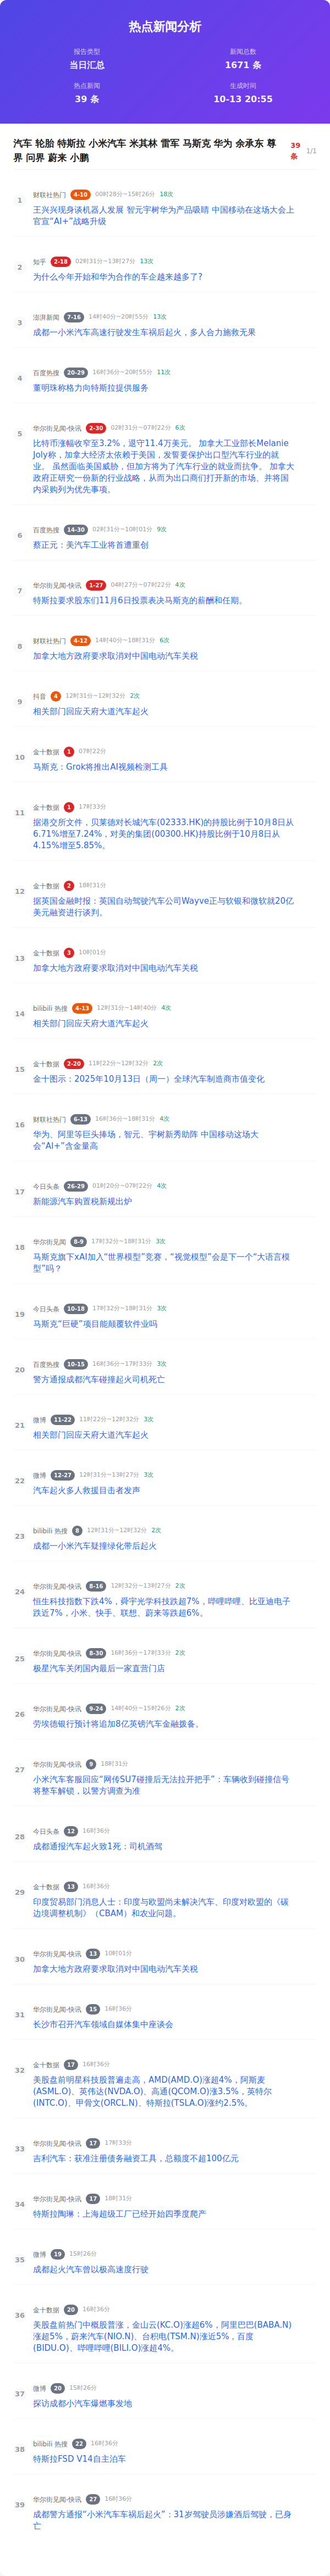 热点新闻分析
报告类型
当日汇总
新闻总数
1671 条
热点新闻
39 条
生成时间
10-13 20:55
汽车 轮胎 特斯拉 小米汽车 米其林 雷军 马斯克 华为 余承东 尊
界 问界 蔚来 小鹏
39
条
1/1
1
财联社热门 4-10 00时28分~15时26分 18次
王兴兴现身谈机器人发展 智元宇树华为产品吸睛 中国移动在这场大会上
官宣“AI+”战略升级
2
知乎 2-18 02时31分~13时27分 13次
为什么今年开始和华为合作的车企越来越多了?
3
澎湃新闻 7-16 14时40分~20时55分 13次
成都一小米汽车高速行驶发生车祸后起火，多人合力施救无果
4
百度热搜 20-29 16时36分~20时55分 11次
董明珠称格力向特斯拉提供服务
5
华尔街见闻-快讯 2-30 02时31分~07时22分 6次
比特币涨幅收窄至3.2%，退守11.4万美元。 加拿大工业部长Melanie
Joly称，加拿大经济太依赖于美国，发誓要保护出口型汽车行业的就
业。 虽然面临美国威胁，但加方将为了汽车行业的就业而抗争。 加拿大
政府正研究一份新的行业战略，从而为出口商们打开新的市场、并将国
内采购列为优先事项。
6
百度热搜 14-30 02时31分~10时01分 9次
蔡正元：美汽车工业将首遭重创
7
华尔街见闻-快讯 1-27 04时27分~07时22分 4次
特斯拉要求股东们11月6日投票表决马斯克的薪酬和任期。
8
财联社热门 4-12 14时40分~18时31分 6次
加拿大地方政府要求取消对中国电动汽车关税
9
抖音 4 12时31分~12时32分 2次
相关部门回应天府大道汽车起火
10
金十数据 1 07时22分
马斯克：Grok将推出AI视频检测工具
11
金十数据 1 17时33分
据港交所文件，贝莱德对长城汽车(02333.HK)的持股比例于10月8日从
6.71%增至7.24%，对美的集团(00300.HK)持股比例于10月8日从
4.15%增至5.85%。
12
金十数据 2 18时31分
据英国金融时报：英国自动驾驶汽车公司Wayve正与软银和微软就20亿
美元融资进行谈判。
13
金十数据 3 10时01分
加拿大地方政府要求取消对中国电动汽车关税
14
bilibili 热搜 4-13 12时31分~14时40分 4次
相关部门回应天府大道汽车起火
15
金十数据 2-20 11时22分~12时32分 2次
金十图示：2025年10月13日（周一）全球汽车制造商市值变化
16
财联社热门 6-13 16时36分~18时31分 4次
华为、阿里等巨头捧场，智元、宇树新秀助阵 中国移动这场大
会“AI+”含金量高
17
今日头条 26-29 01时20分~07时22分 4次
新能源汽车购置税新规出炉
18
华尔街见闻 8-9 17时32分~18时31分 3次
马斯克旗下xAI加入“世界模型”竞赛，“视觉模型”会是下一个“大语言模
型”吗？
19
今日头条 10-18 17时32分~18时31分 3次
马斯克“巨硬”项目能颠覆软件业吗
20
百度热搜 10-15 16时36分~17时33分 3次
警方通报成都汽车碰撞起火司机死亡
21
微博 11-22 11时22分~12时32分 3次
相关部门回应天府大道汽车起火
22
微博 12-27 12时31分~13时27分 3次
汽车起火多人救援目击者发声
23
bilibili 热搜 8 12时31分~12时32分 2次
成都一小米汽车疑撞绿化带后起火
24
华尔街见闻-快讯 8-16 12时32分~13时27分 2次
恒生科技指数下跌4%，舜宇光学科技跌超7%，哔哩哔哩、比亚迪电子
跌近7%，小米、快手、联想、蔚来等跌超6%。
25
华尔街见闻-快讯 8-30 16时36分~17时33分 2次
极星汽车关闭国内最后一家直营门店
26
华尔街见闻-快讯 9-24 14时40分~15时26分 2次
劳埃德银行预计将追加8亿英镑汽车金融拨备。
27
华尔街见闻-快讯 9 18时31分
小米汽车客服回应“网传SU7碰撞后无法拉开把手”：车辆收到碰撞信号
将整车解锁，以警方调查为准
28
今日头条 12 16时36分
成都通报汽车起火致1死：司机酒驾
29
金十数据 13 16时36分
印度贸易部门消息人士：印度与欧盟尚未解决汽车、印度对欧盟的《碳
边境调整机制》（CBAM）和农业问题。
30
华尔街见闻-快讯 13 10时01分
加拿大地方政府要求取消对中国电动汽车关税
31
华尔街见闻-快讯 15 16时36分
长沙市召开汽车领域自媒体集中座谈会
32
金十数据 17 16时36分
美股盘前明星科技股普遍走高，AMD(AMD.O)涨超4%，阿斯麦
(ASML.O)、英伟达(NVDA.O)、高通(QCOM.O)涨3.5%，英特尔
(INTC.O)、甲骨文(ORCL.N)、特斯拉(TSLA.O)涨约2.5%。
33
华尔街见闻-快讯 17 17时33分
吉利汽车：获准注册债务融资工具，总额度不超100亿元
34
华尔街见闻-快讯 17 18时31分
特斯拉陶琳：上海超级工厂已经开始四季度爬产
35
微博 19 15时26分
成都起火汽车曾以极高速度行驶
36
金十数据 20 16时36分
美股盘前热门中概股普涨，金山云(KC.O)涨超6%，阿里巴巴(BABA.N)
涨超5%，蔚来汽车(NIO.N)、台积电(TSM.N)涨近5%，百度
(BIDU.O)、哔哩哔哩(BILI.O)涨超4%。
37
微博 20 15时26分
探访成都小汽车爆燃事发地
38
bilibili 热搜 22 16时36分
特斯拉FSD V14自主泊车
39
华尔街见闻-快讯 27 16时36分
成都警方通报“小米汽车车祸后起火”：31岁驾驶员涉嫌酒后驾驶，已身
亡